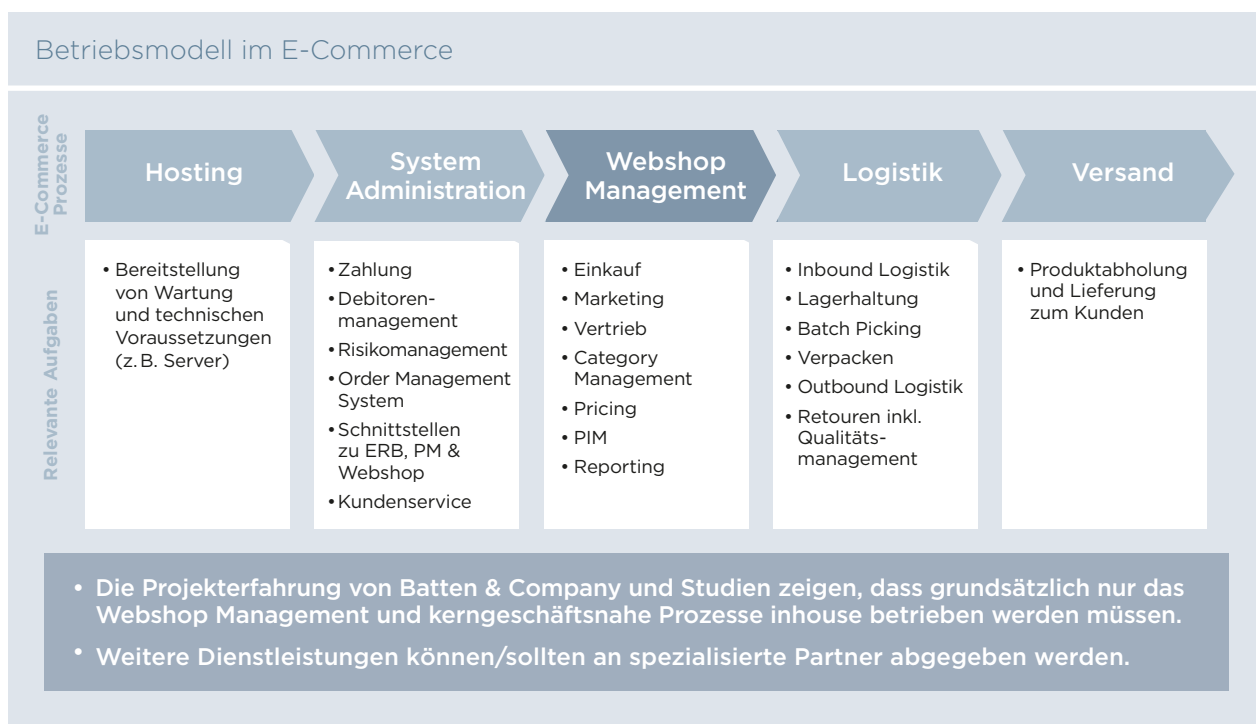 Betriebsmodell im E-Commerce
E-Commerce
Prozesse
Hosting
System
Administration
Webshop
Management
Logistik
Versand
Relevante Aufgaben
• Bereitstellung
von Wartung
und technischen
Voraussetzungen
(z. B. Server)
• Zahlung
• Debitoren-
management
• Risikomanagement
• Order Management
System
• Schnittstellen
zu ERB, PM &
Webshop
• Kundenservice
• Einkauf
• Marketing
• Vertrieb
• Category
Management
• Pricing
• PIM
• Reporting
• Inbound Logistik
• Lagerhaltung
• Batch Picking
• Verpacken
• Outbound Logistik
• Retouren inkl.
Qualitäts-
management
• Produktabholung
und Lieferung
zum Kunden
• Die Projekterfahrung von Batten & Company und Studien zeigen, dass grundsätzlich nur das
Webshop Management und kerngeschäftsnahe Prozesse inhouse betrieben werden müssen.
• Weitere Dienstleistungen können/sollten an spezialisierte Partner abgegeben werden.